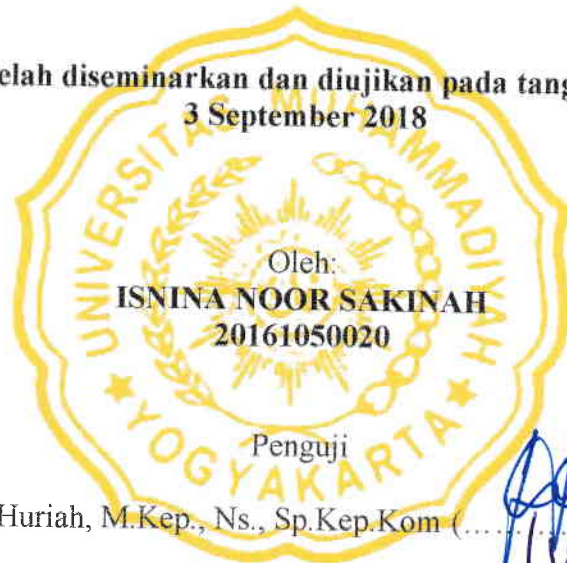 elah diseminarkan dan diujikan pada tang
3 September 2018
UNIVERSITAS MUHAMMADIYAH
YOGYAKARTA
Oleh:
ISNINA NOOR SAKINAH
20161050020
Penguji
Huriah, M.Kep., Ns., Sp.Kep.Kom (............